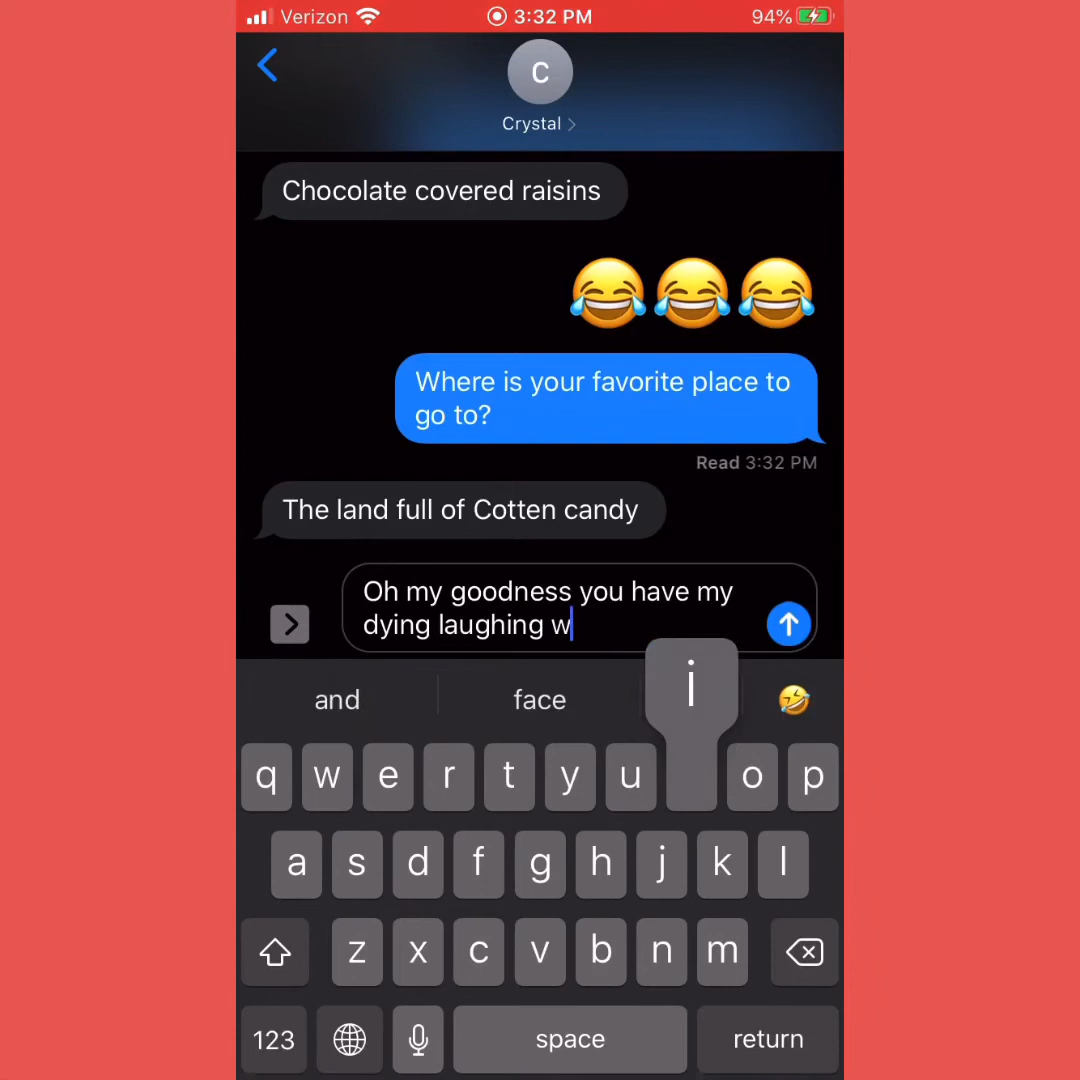 Verizon 3:32 PM 94%
C
Crystal
Chocolate covered raisins
Where is your favorite place to
go to?
Read 3:32 PM
The land full of Cotten candy
Oh my goodness you have my
dying laughing w
i
and face
q w e r t y u o p
a s d f g h j k l
z x c v b n m
123 space return